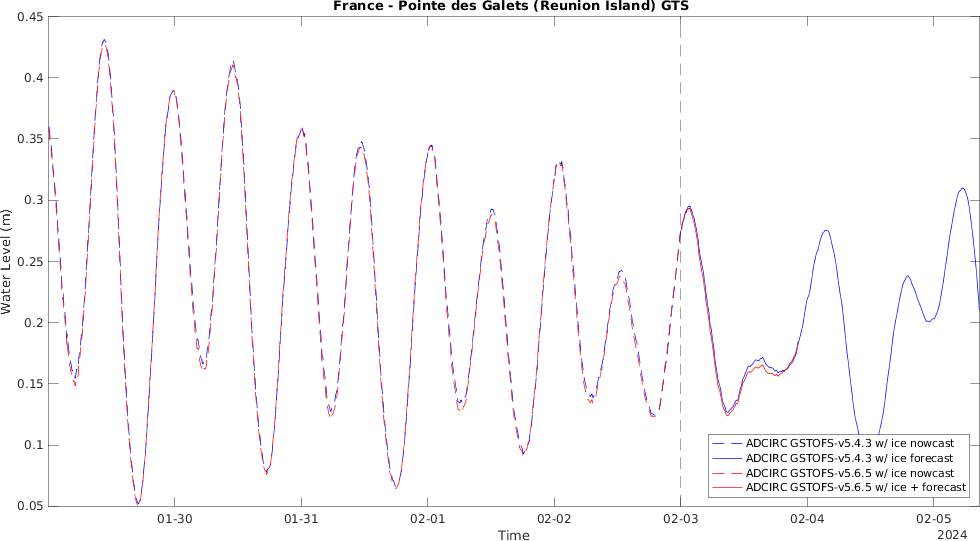 France - Pointe des Galets (Reunion Island) GTS
0.45
0.4
0.35
0.3
0.25
0.2
0.15
0.1
0.05
Water Level (m)
01-30
01-31
02-01
02-02
02-03
02-04
02-05
Time
2024
ADCIRC GSTOFS-v5.4.3 w/ ice nowcast
ADCIRC GSTOFS-v5.4.3 w/ ice forecast
ADCIRC GSTOFS-v5.6.5 w/ ice nowcast
ADCIRC GSTOFS-v5.6.5 w/ ice + forecast